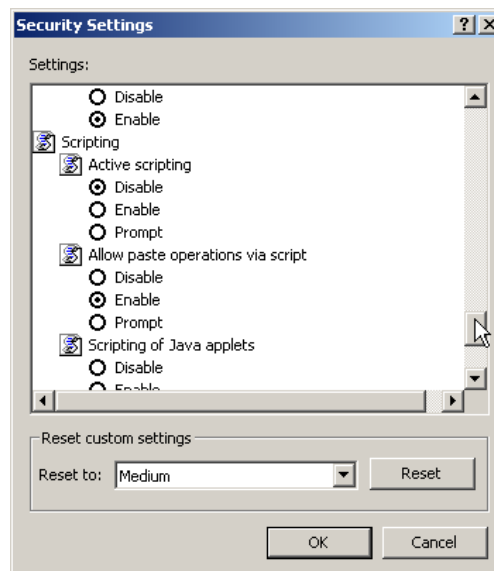 Security Settings
Settings:
Disable
Enable
Scripting
Active scripting
Disable
Enable
Prompt
Allow paste operations via script
Disable
Enable
Prompt
Scripting of Java applets
Disable
Enable
Reset custom settings
Reset to: Medium Reset
OK Cancel